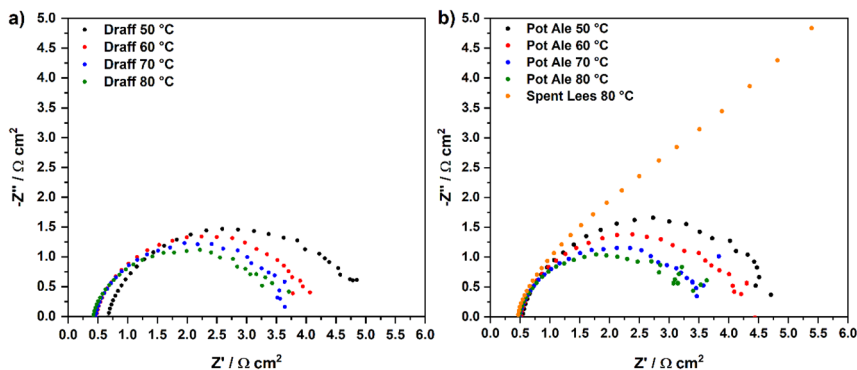 a)
Draff 50 °C
Draff 60 °C
Draff 70 °C
Draff 80 °C
5.0
4.5
4.0
3.5
3.0
2.5
2.0
1.5
1.0
0.5
0.0
-Z'' / Ω cm²
0.0 0.5 1.0 1.5 2.0 2.5 3.0 3.5 4.0 4.5 5.0 5.5 6.0
Z' / Ω cm²
b)
Pot Ale 50 °C
Pot Ale 60 °C
Pot Ale 70 °C
Pot Ale 80 °C
Spent Lees 80 °C
5.0
4.5
4.0
3.5
3.0
2.5
2.0
1.5
1.0
0.5
0.0
-Z'' / Ω cm²
0.0 0.5 1.0 1.5 2.0 2.5 3.0 3.5 4.0 4.5 5.0 5.5 6.0
Z' / Ω cm²